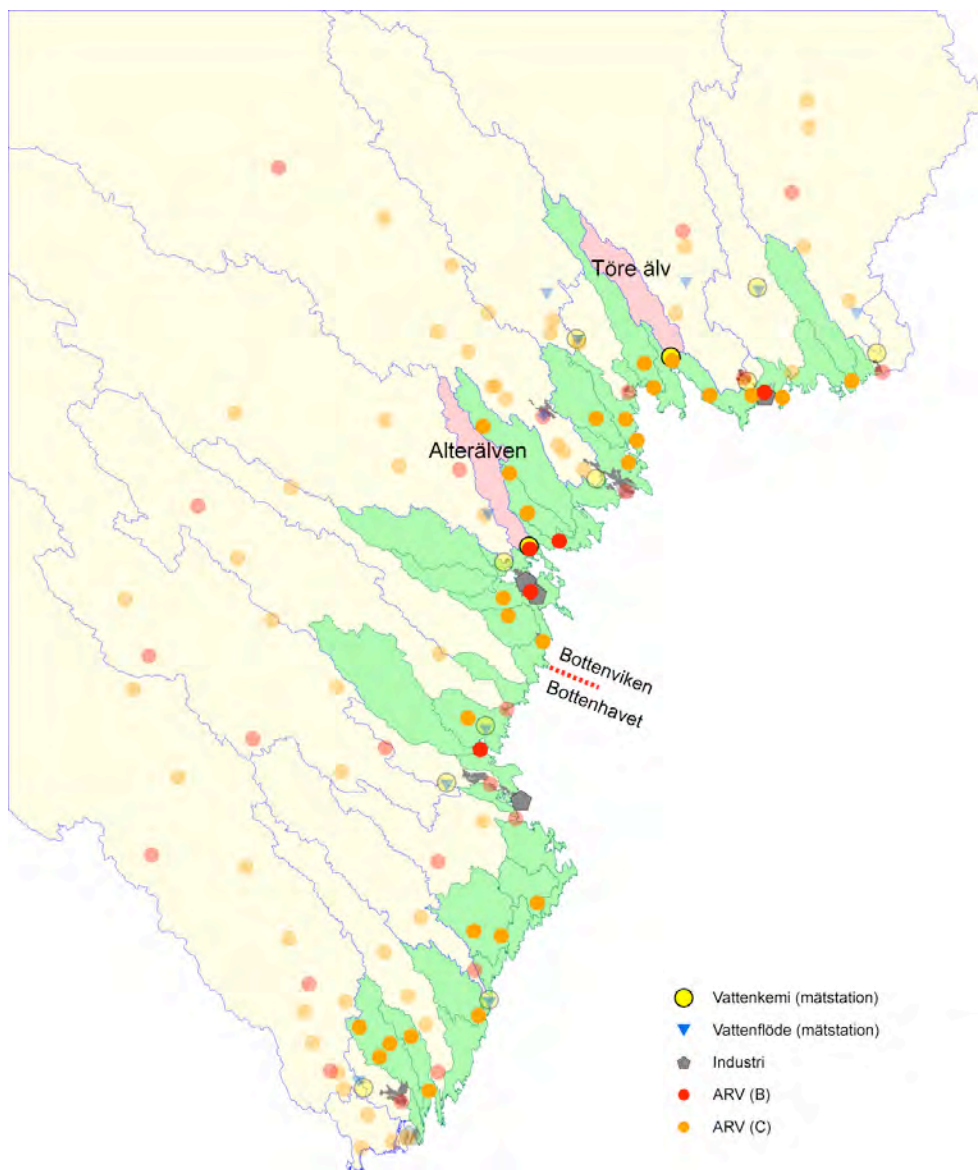 Töre älv
Alterälven
Bottenviken
Bottenhavet
Vattenkemi (mätstation)
Vattenflöde (mätstation)
Industri
ARV (B)
ARV (C)